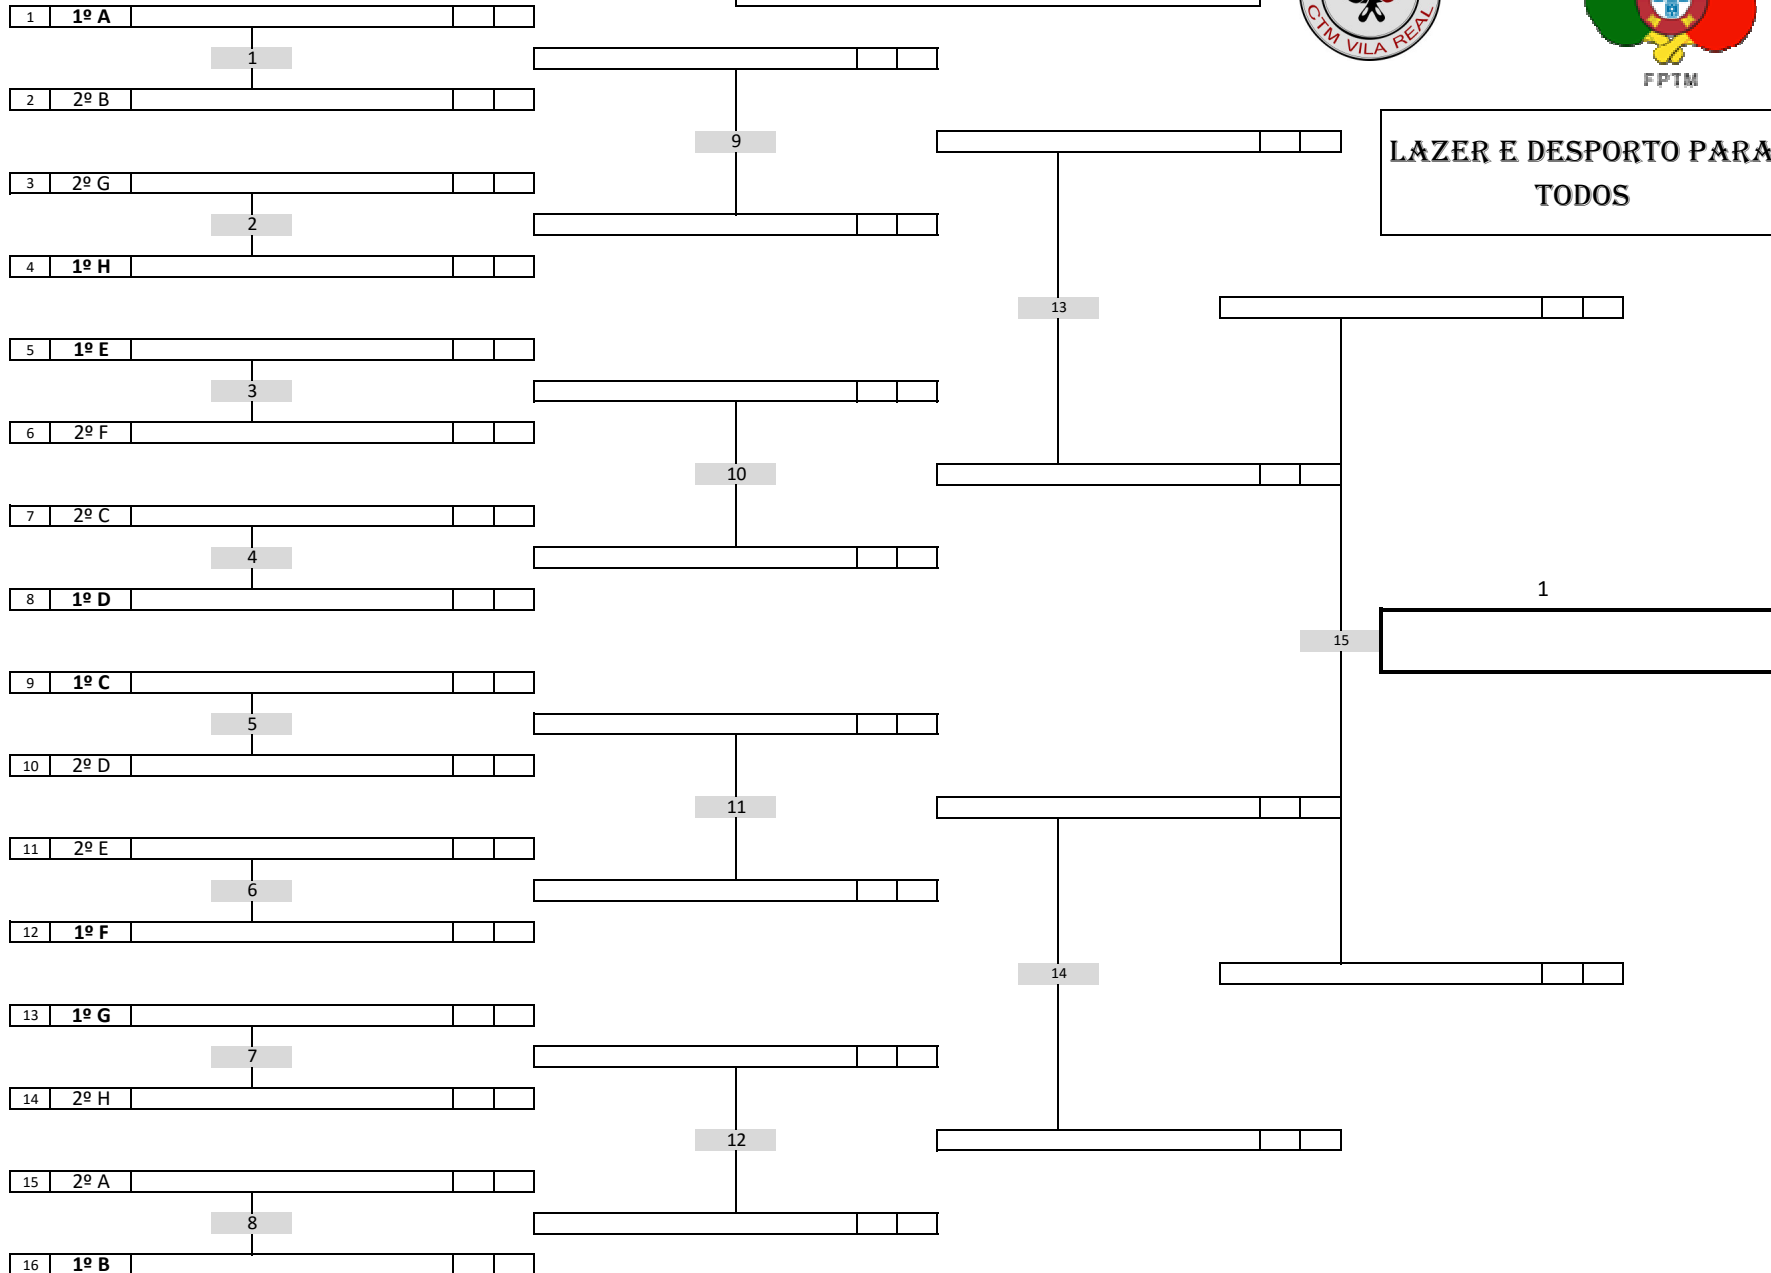 1 1º A
1
2 2º B
3 2º G
2
4 1º H
5 1º E
3
6 2º F
7 2º C
4
8 1º D
9 1º C
5
10 2º D
11 2º E
6
12 1º F
13 1º G
7
14 2º H
15 2º A
8
16 1º B
9
10
11
12
13
14
15
1
CTM VILA REAL
FPTM
LAZER E DESPORTO PARA
TODOS